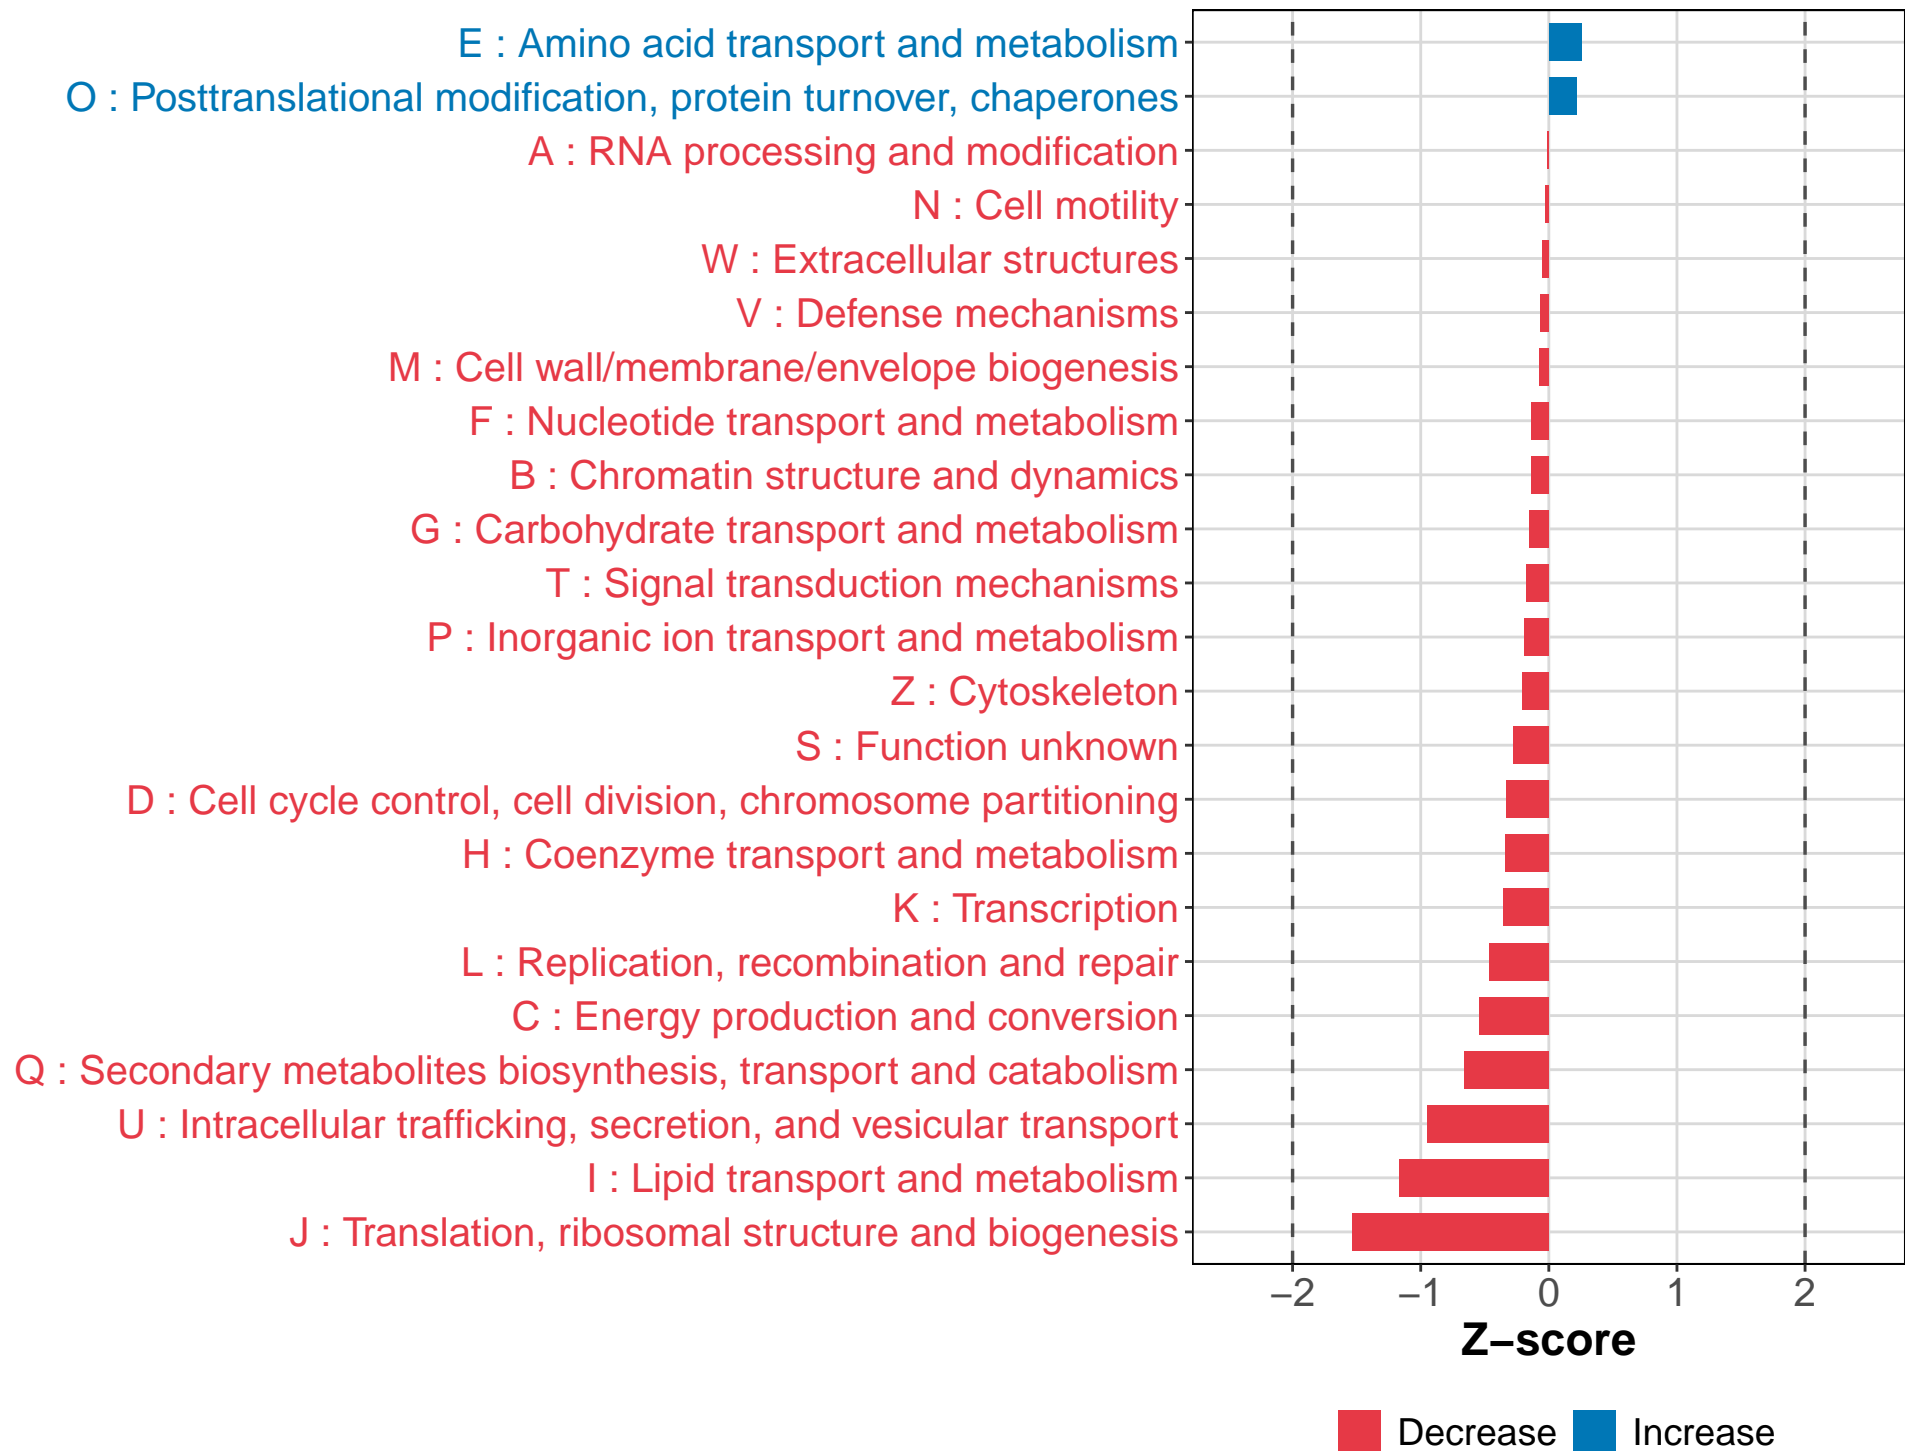 E : Amino acid transport and metabolism
O : Posttranslational modification, protein turnover, chaperones
A : RNA processing and modification
N : Cell motility
W : Extracellular structures
V : Defense mechanisms
M : Cell wall/membrane/envelope biogenesis
F : Nucleotide transport and metabolism
B : Chromatin structure and dynamics
G : Carbohydrate transport and metabolism
T : Signal transduction mechanisms
P : Inorganic ion transport and metabolism
Z : Cytoskeleton
S : Function unknown
D : Cell cycle control, cell division, chromosome partitioning
H : Coenzyme transport and metabolism
K : Transcription
L : Replication, recombination and repair
C : Energy production and conversion
Q : Secondary metabolites biosynthesis, transport and catabolism
U : Intracellular trafficking, secretion, and vesicular transport
I : Lipid transport and metabolism
J : Translation, ribosomal structure and biogenesis
−2 −1 0 1 2
Z−score
Decrease Increase